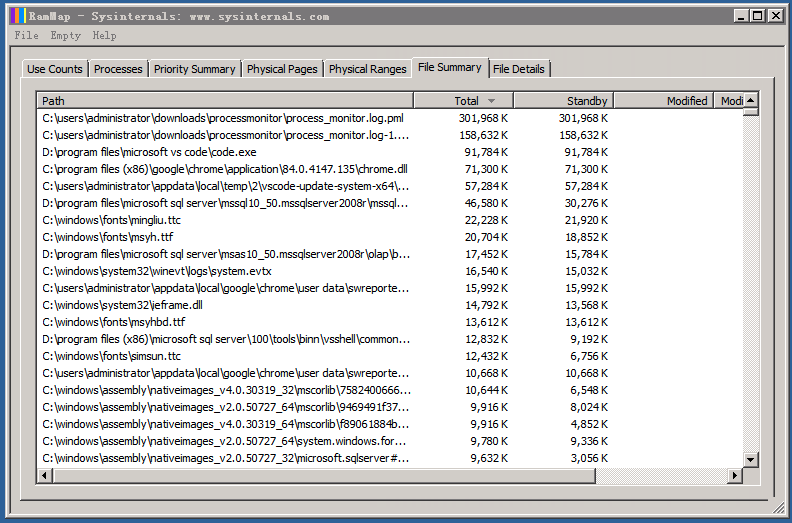 RamMap - Sysinternals: www.sysinternals.com
File Empty Help
Use Counts Processes Priority Summary Physical Pages Physical Ranges File Summary File Details
Path Total Standby Modified Modi
C:\users\administrator\downloads\processmonitor\process_monitor.log.pml 301,968 K 301,968 K
C:\users\administrator\downloads\processmonitor\process_monitor.log-1.... 158,632 K 158,632 K
D:\program files\microsoft vs code\code.exe 91,784 K 91,784 K
C:\program files (x86)\google\chrome\application\84.0.4147.135\chrome.dll 71,300 K 71,300 K
C:\users\administrator\appdata\local\temp\2\vscode-update-system-x64\... 57,284 K 57,284 K
D:\program files\microsoft sql server\mssql10_50.mssqlserver2008r\mssql... 46,580 K 30,276 K
C:\windows\fonts\mingliu.ttc 22,228 K 21,920 K
C:\windows\fonts\msyh.ttf 20,704 K 18,852 K
D:\program files\microsoft sql server\msas10_50.mssqlserver2008r\olap\b... 17,452 K 15,784 K
C:\windows\system32\winevt\logs\system.evtx 16,540 K 15,032 K
C:\users\administrator\appdata\local\google\chrome\user data\swreporte... 15,992 K 15,992 K
C:\windows\system32\ieframe.dll 14,792 K 13,568 K
C:\windows\fonts\msyhbd.ttf 13,612 K 13,612 K
D:\program files (x86)\microsoft sql server\100\tools\binn\vsshell\common... 12,832 K 9,192 K
C:\windows\fonts\simsun.ttc 12,432 K 6,756 K
C:\users\administrator\appdata\local\google\chrome\user data\swreporte... 10,668 K 10,668 K
C:\windows\assembly\nativeimages_v4.0.30319_32\mscorlib\7582400666... 10,644 K 6,548 K
C:\windows\assembly\nativeimages_v2.0.50727_64\mscorlib\9469491f37... 9,916 K 8,024 K
C:\windows\assembly\nativeimages_v4.0.30319_64\mscorlib\f89061884b... 9,916 K 4,852 K
C:\windows\assembly\nativeimages_v2.0.50727_64\system.windows.for... 9,780 K 9,336 K
C:\windows\assembly\nativeimages_v2.0.50727_32\microsoft.sqlserver#... 9,632 K 3,056 K